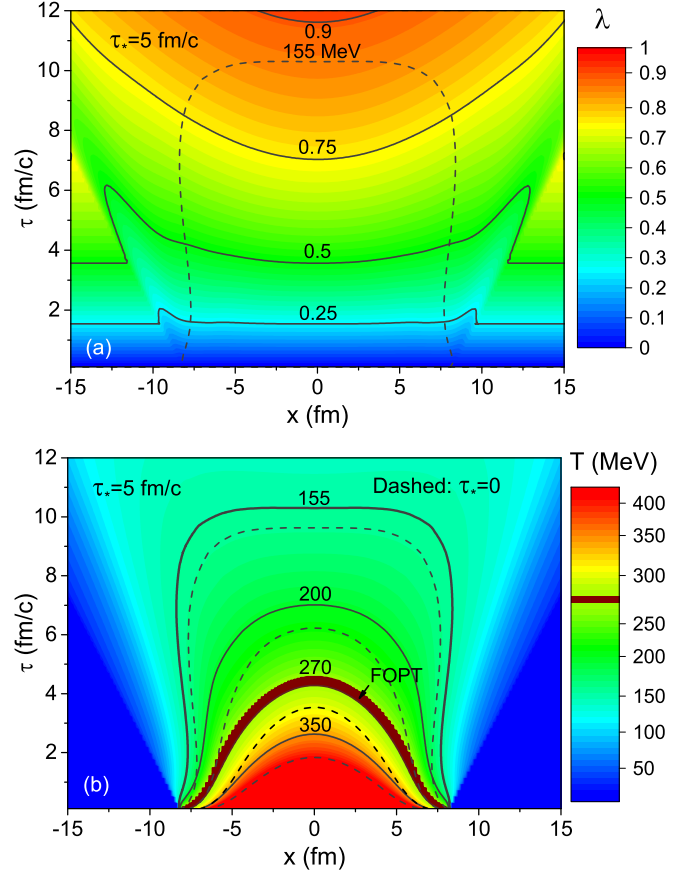 λ
τ*=5 fm/c
0.9
155 MeV
0.75
0.5
0.25
(a)
12
10
8
6
4
2
τ (fm/c)
-15 -10 -5 0 5 10 15
x (fm)
1
0.9
0.8
0.7
0.6
0.5
0.4
0.3
0.2
0.1
0
T (MeV)
τ*=5 fm/c
Dashed: τ*=0
155
200
270
FOPT
350
(b)
12
10
8
6
4
2
τ (fm/c)
-15 -10 -5 0 5 10 15
x (fm)
400
350
300
250
200
150
100
50